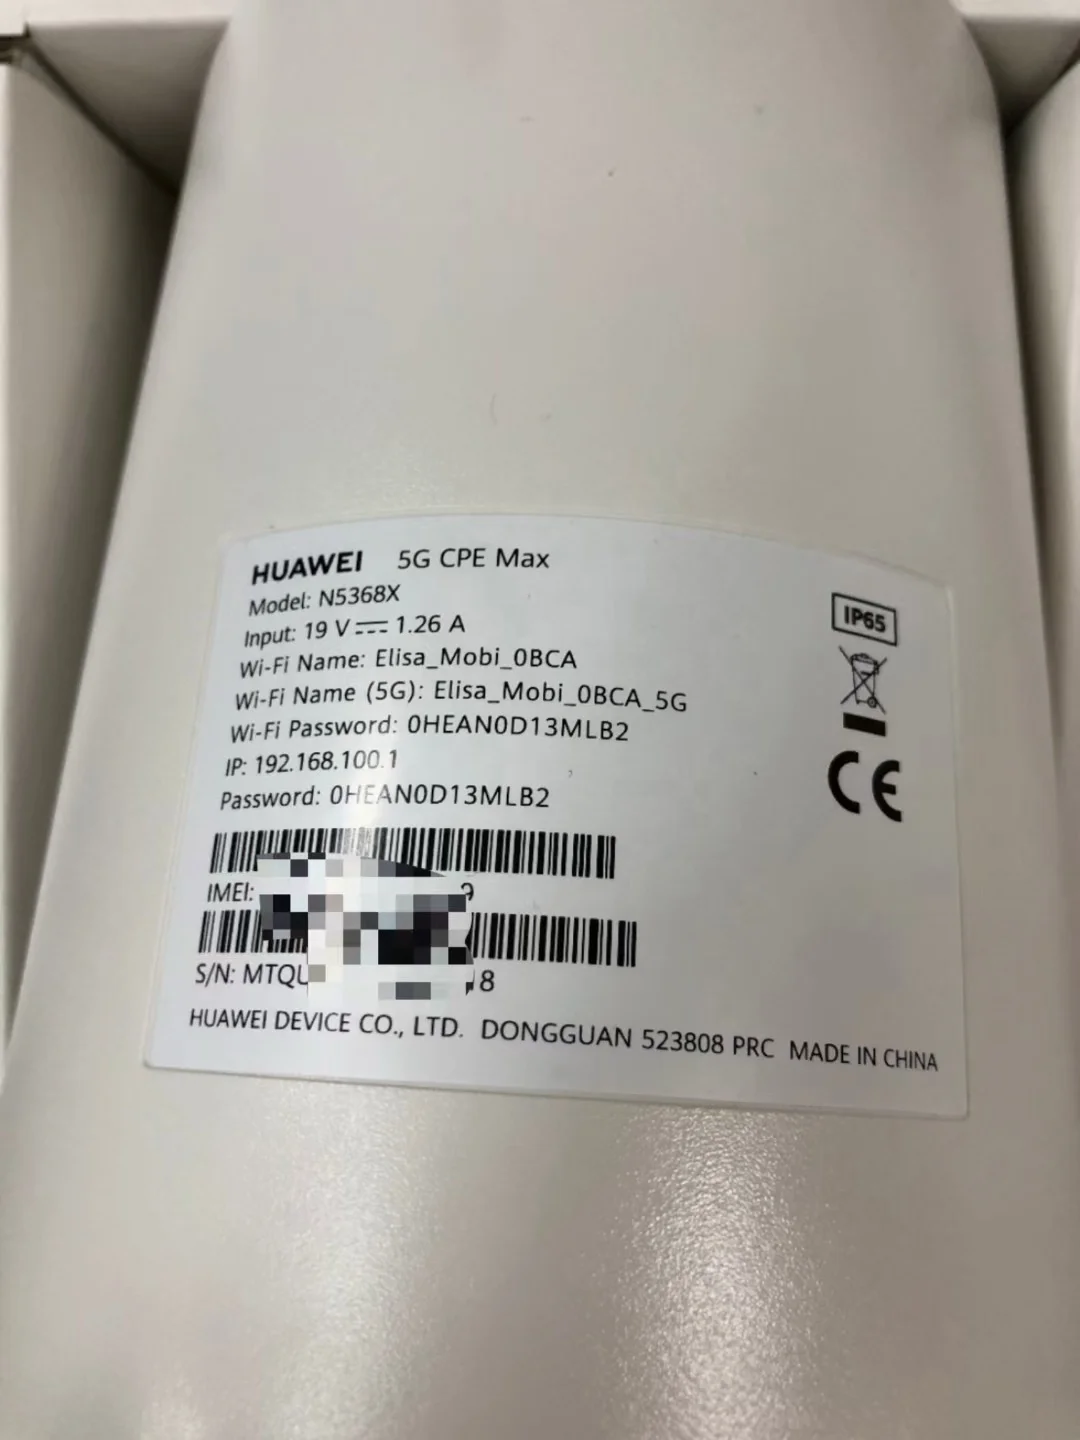 HUAWEI 5G CPE Max
Model: N5368X
Input: 19 V⎓1.26 A
Wi-Fi Name: Elisa_Mobi_0BCA
Wi-Fi Name (5G): Elisa_Mobi_0BCA_5G
Wi-Fi Password: 0HEAN0D13MLB2
IP: 192.168.100.1
Password: 0HEAN0D13MLB2
IP65
CE
IMEI: 9
S/N: MTQU 8
HUAWEI DEVICE CO., LTD. DONGGUAN 523808 PRC MADE IN CHINA